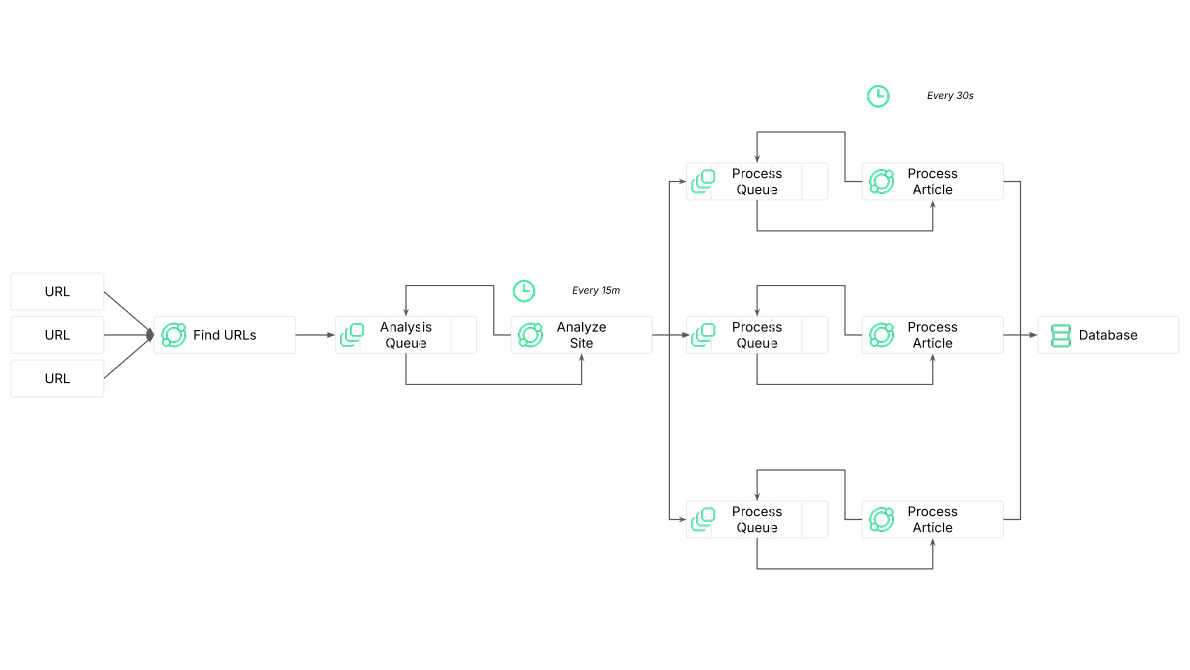 Every 30s
Process
Queue
Process
Article
URL
URL
URL
Find URLs
Analysis
Queue
Every 15m
Analyze
Site
Process
Queue
Process
Article
Database
Process
Queue
Process
Article